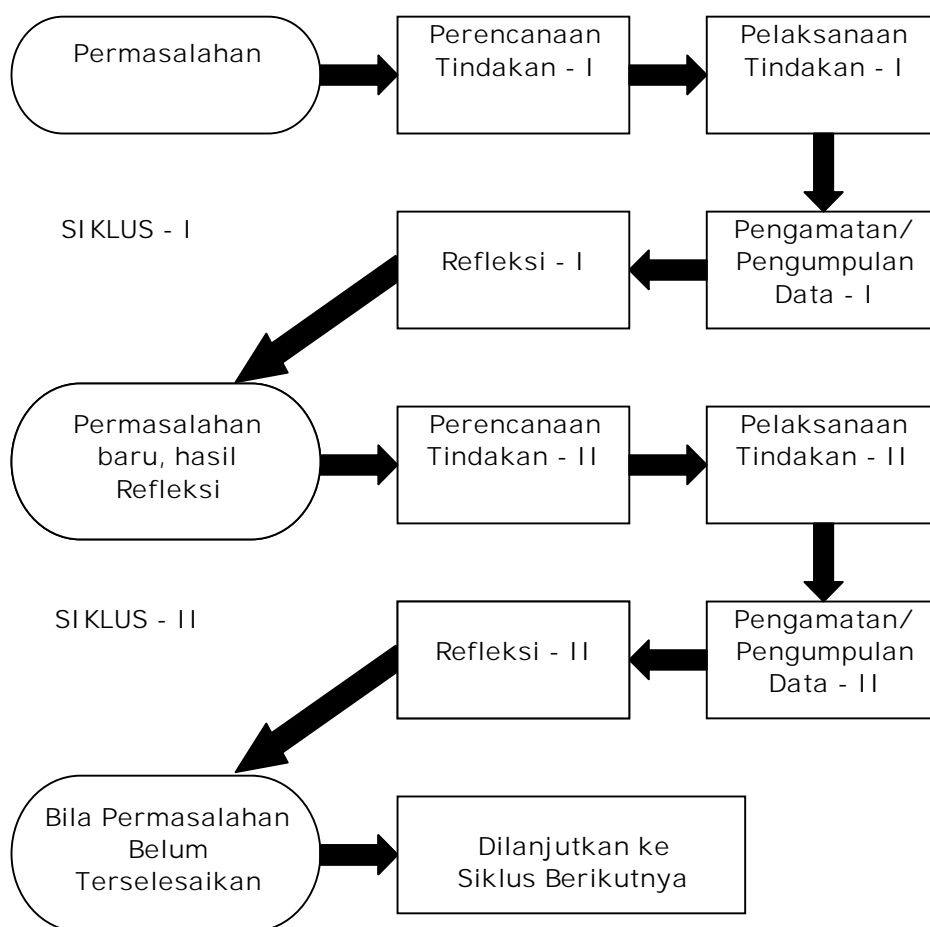 Permasalahan
Perencanaan
Tindakan - I
Pelaksanaan
Tindakan - I
SIKLUS - I
Refleksi - I
Pengamatan/
Pengumpulan
Data - I
Permasalahan
baru, hasil
Refleksi
Perencanaan
Tindakan - II
Pelaksanaan
Tindakan - II
SIKLUS - II
Refleksi - II
Pengamatan/
Pengumpulan
Data - II
Bila Permasalahan
Belum
Terselesaikan
Dilanjutkan ke
Siklus Berikutnya